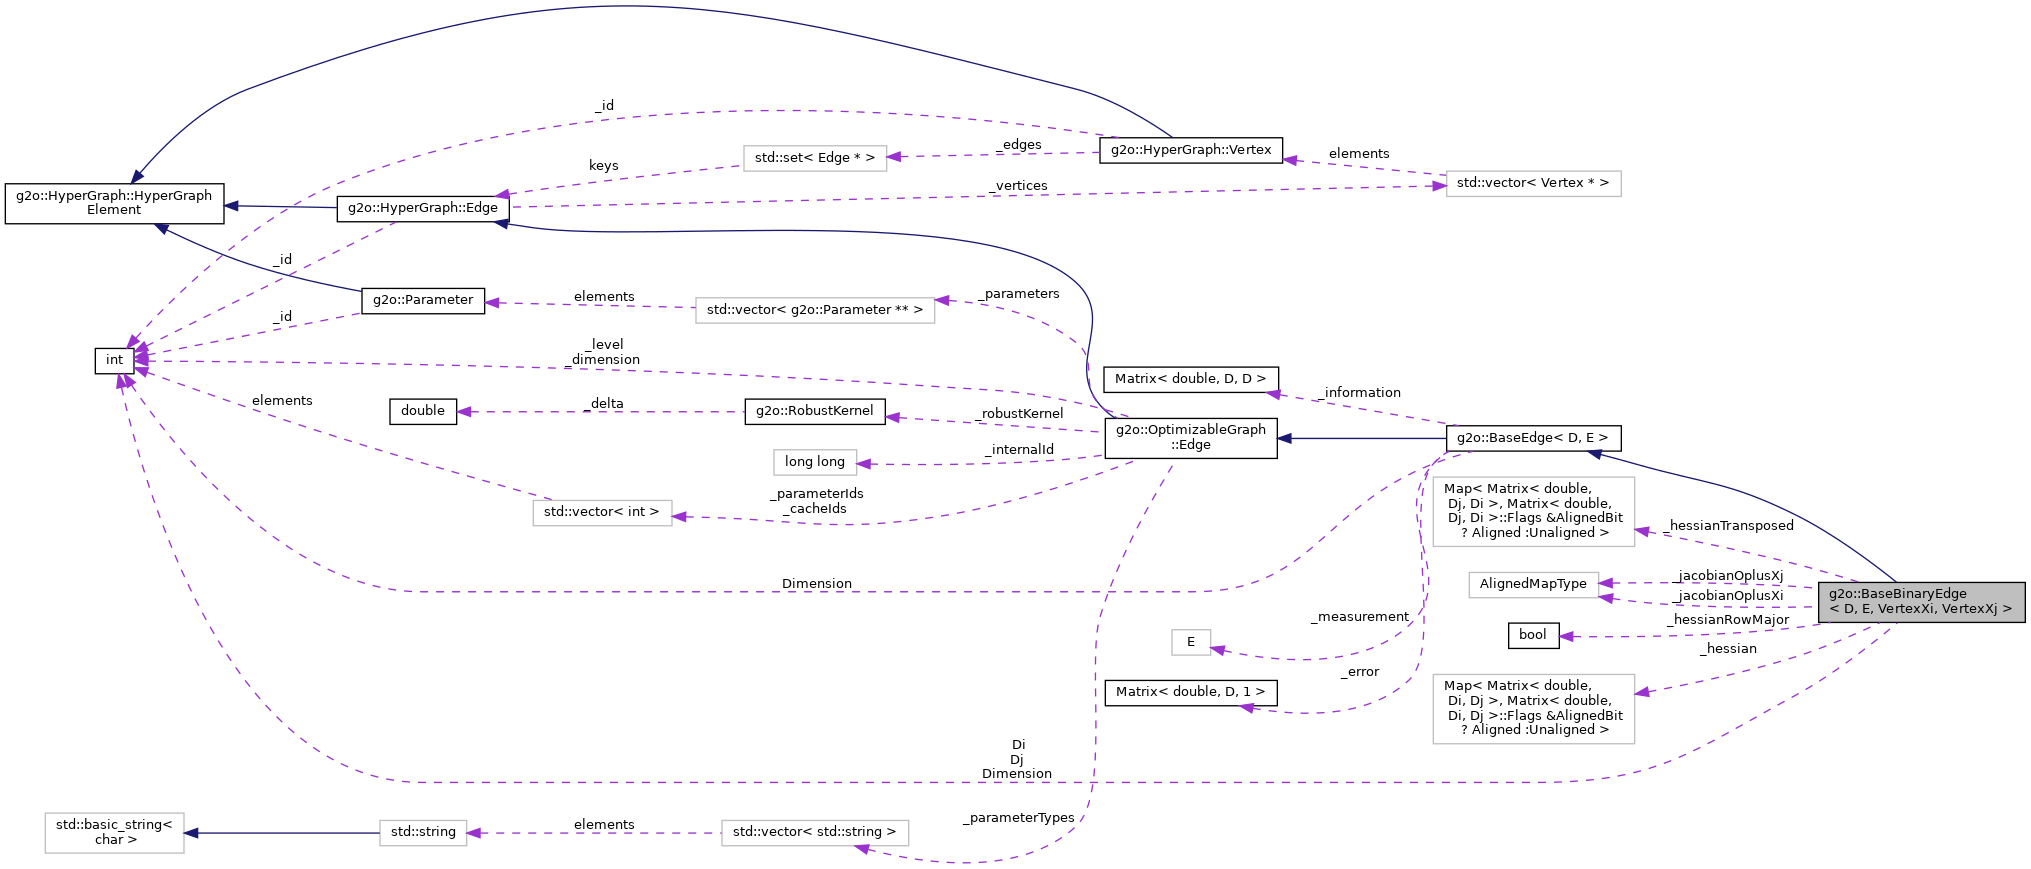 _id
g2o::HyperGraph::Vertex
_edges
std::set< Edge * >
elements
keys
std::vector< Vertex * >
_vertices
g2o::HyperGraph::HyperGraph
Element
g2o::HyperGraph::Edge
_id
_parameters
g2o::Parameter
elements
std::vector< g2o::Parameter ** >
_id
int
_level
_dimension
Matrix< double, D, D >
_information
elements
double
_delta
g2o::RobustKernel
_robustKernel
g2o::OptimizableGraph
::Edge
g2o::BaseEdge< D, E >
_internalId
long long
_parameterIds
_cacheIds
std::vector< int >
Map< Matrix< double,
Dj, Di >, Matrix< double,
Dj, Di >::Flags &AlignedBit
? Aligned :Unaligned >
_hessianTransposed
Dimension
AlignedMapType
_jacobianOplusXj
_jacobianOplusXi
g2o::BaseBinaryEdge
< D, E, VertexXi, VertexXj >
_measurement
E
bool
_hessianRowMajor
_hessian
_error
Matrix< double, D, 1 >
Map< Matrix< double,
Di, Dj >, Matrix< double,
Di, Dj >::Flags &AlignedBit
? Aligned :Unaligned >
Di
Dj
Dimension
_parameterTypes
std::basic_string<
char >
std::string
elements
std::vector< std::string >